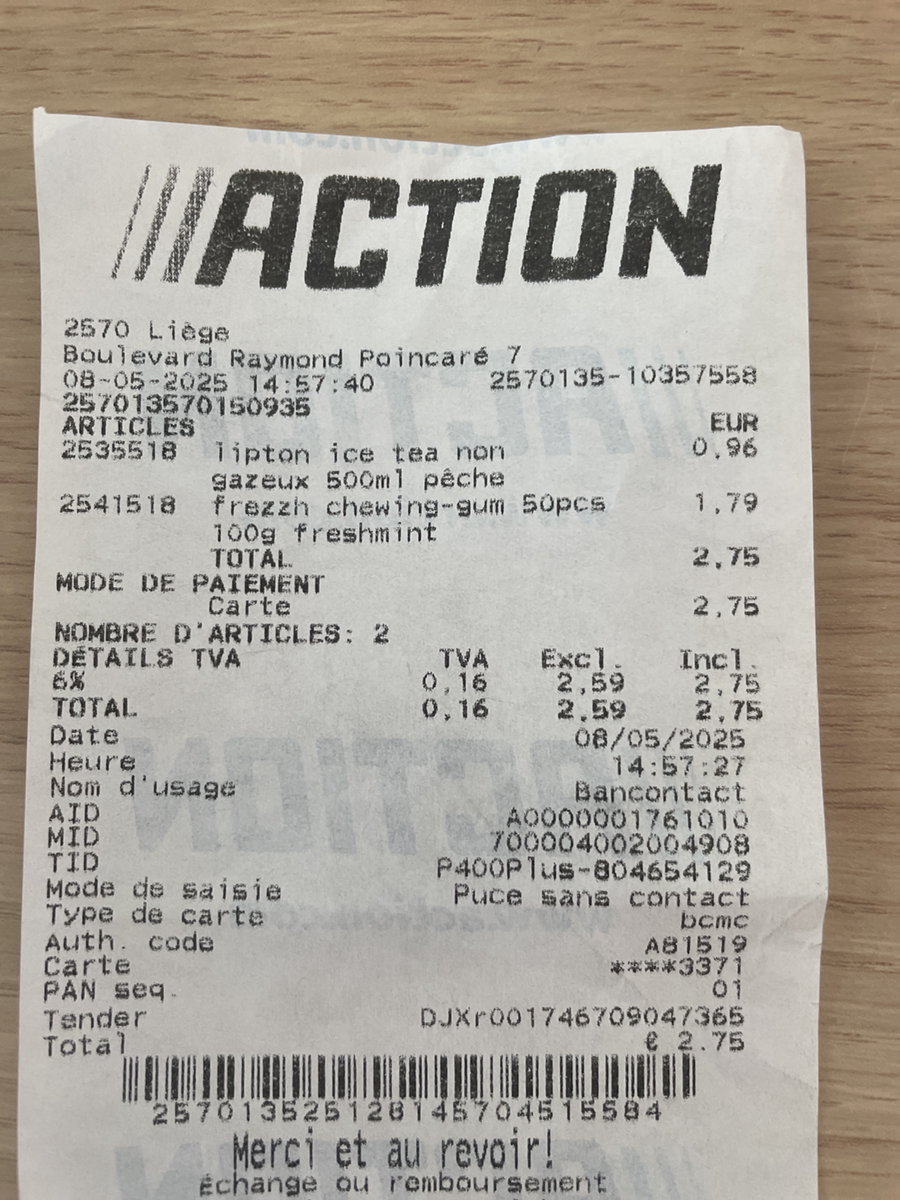 ACTION
2570 Liège
Boulevard Raymond Poincaré 7
08-05-2025 14:57:40 2570135-10357558
257013570150935
ARTICLES EUR
2535518 lipton ice tea non 0,96
gazeux 500ml pêche
2541518 frezzh chewing-gum 50pcs 1,79
100g freshmint
TOTAL 2,75
MODE DE PAIEMENT
Carte 2,75
NOMBRE D'ARTICLES: 2
DÉTAILS TVA TVA Excl. Incl.
6% 0,16 2,59 2,75
TOTAL 0,16 2,59 2,75
Date 08/05/2025
Heure 14:57:27
Nom d'usage Bancontact
AID A0000001761010
MID 700004002004908
TID P400Plus-804654129
Mode de saisie Puce sans contact
Type de carte bcmc
Auth. code A81519
Carte ****3371
PAN seq. 01
Tender DJXr001746709047365
Total € 2.75
257013525128145704515584
Merci et au revoir!
échange ou remboursement